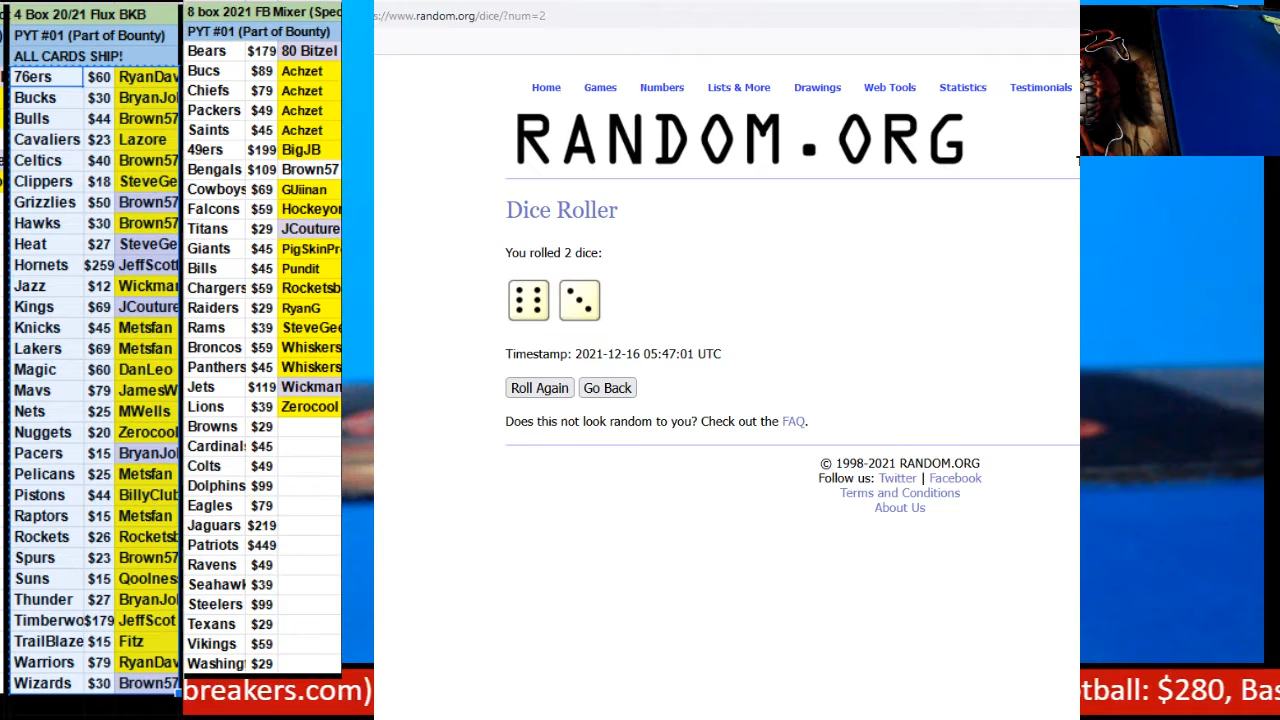 4 Box 20/21 Flux BKB
PYT #01 (Part of Bounty)
ALL CARDS SHIP!
76ers $60 RyanDav
Bucks $30 BryanJo
Bulls $44 Brown57
Cavaliers $23 Lazore
Celtics $40 Brown57
Clippers $18 SteveGe
Grizzlies $50 Brown57
Hawks $30 Brown57
Heat $27 SteveGe
Hornets $259 JeffScott
Jazz $12 Wickma
Kings $69 JCouture
Knicks $45 Metsfan
Lakers $69 Metsfan
Magic $60 DanLeo
Mavs $79 JamesW
Nets $25 MWells
Nuggets $20 Zerocool
Pacers $15 BryanJo
Pelicans $25 Metsfan
Pistons $44 BillyClub
Raptors $15 Metsfan
Rockets $26 Rocketsb
Spurs $23 Brown57
Suns $15 Qoolnes
Thunder $27 BryanJo
Timberwo $179 JeffScot
TrailBlaze $15 Fitz
Warriors $79 RyanDav
Wizards $30 Brown57
8 box 2021 FB Mixer (Spec
PYT #01 (Part of Bounty)
Bears $179 80 Bitzel
Bucs $89 Achzet
Chiefs $79 Achzet
Packers $49 Achzet
Saints $45 Achzet
49ers $199 BigJB
Bengals $109 Brown57
Cowboys $69 GUiinan
Falcons $59 Hockeyor
Titans $29 JCouture
Giants $45 PigSkinPr
Bills $45 Pundit
Chargers $59 Rocketsb
Raiders $29 RyanG
Rams $39 SteveGee
Broncos $59 Whiskers
Panthers $45 Whiskers
Jets $119 Wickman
Lions $39 Zerocool
Browns $29
Cardinals $45
Colts $49
Dolphins $99
Eagles $79
Jaguars $219
Patriots $449
Ravens $49
Seahawk $39
Steelers $99
Texans $29
Vikings $59
Washing $29
s://www.random.org/dice/?num=2
Home Games Numbers Lists & More Drawings Web Tools Statistics Testimonials
RANDOM.ORG
Dice Roller
You rolled 2 dice:
Timestamp: 2021-12-16 05:47:01 UTC
Roll Again Go Back
Does this not look random to you? Check out the FAQ.
© 1998-2021 RANDOM.ORG
Follow us: Twitter | Facebook
Terms and Conditions
About Us
breakers.com)
tball: $280, Bas